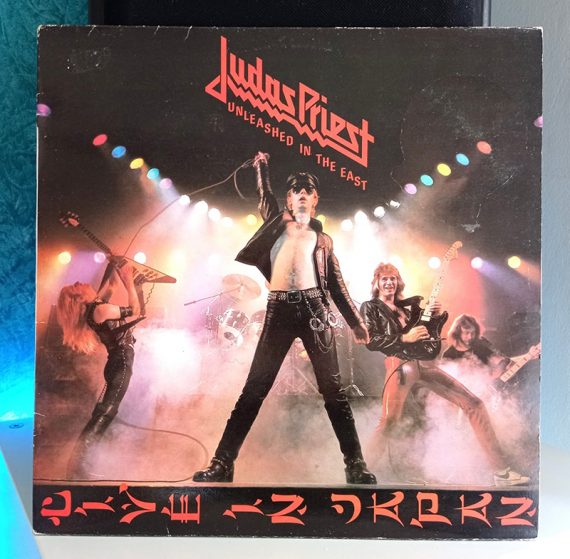 Judas Priest
UNLEASHED IN THE EAST
LIVE IN JAPAN